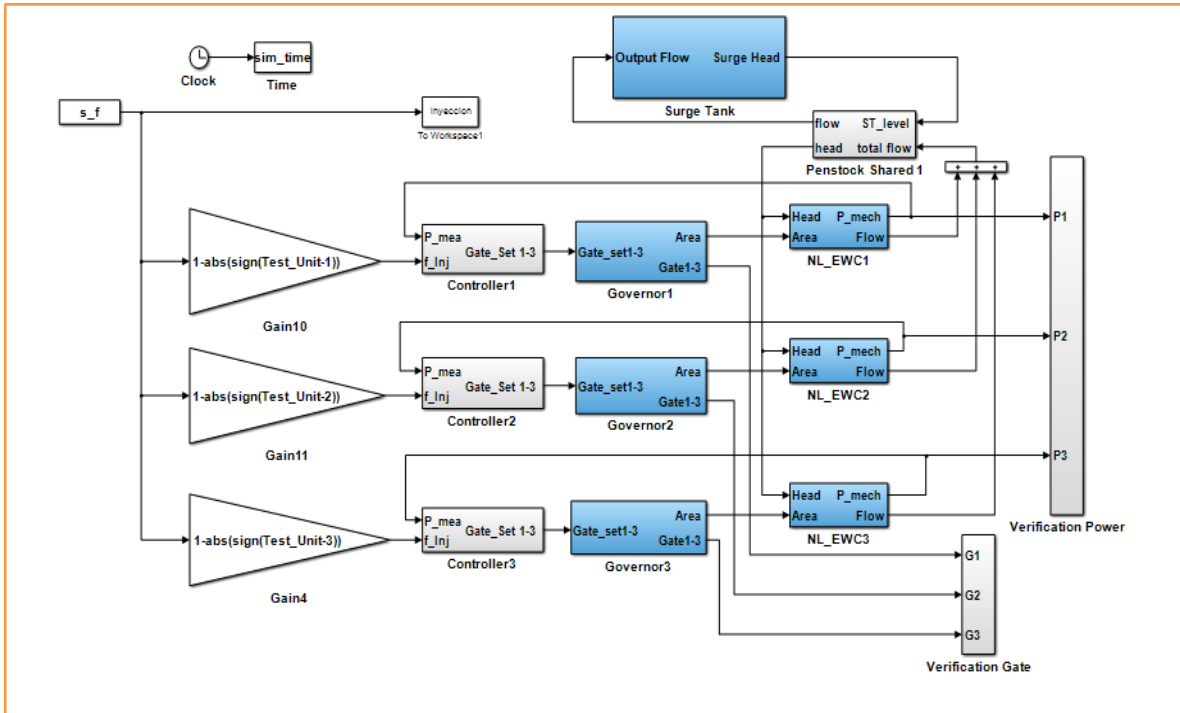 Output Flow
Surge Head
Surge Tank
sim_time
Clock
Time
s_f
Inyeccion
To Workspace1
flow
ST_level
head
total flow
Penstock Shared 1
+ + +
1-abs(sign(Test_Unit-1))
Gain10
P_mea
f_Inj
Gate_Set 1-3
Controller1
Gate_set1-3
Area
Gate1-3
Governor1
Head
P_mech
Area
Flow
NL_EWC1
P1
1-abs(sign(Test_Unit-2))
Gain11
P_mea
f_Inj
Gate_Set 1-3
Controller2
Gate_set1-3
Area
Gate1-3
Governor2
Head
P_mech
Area
Flow
NL_EWC2
P2
1-abs(sign(Test_Unit-3))
Gain4
P_mea
f_Inj
Gate_Set 1-3
Controller3
Gate_set1-3
Area
Gate1-3
Governor3
Head
P_mech
Area
Flow
NL_EWC3
P3
Verification Power
G1
G2
G3
Verification Gate